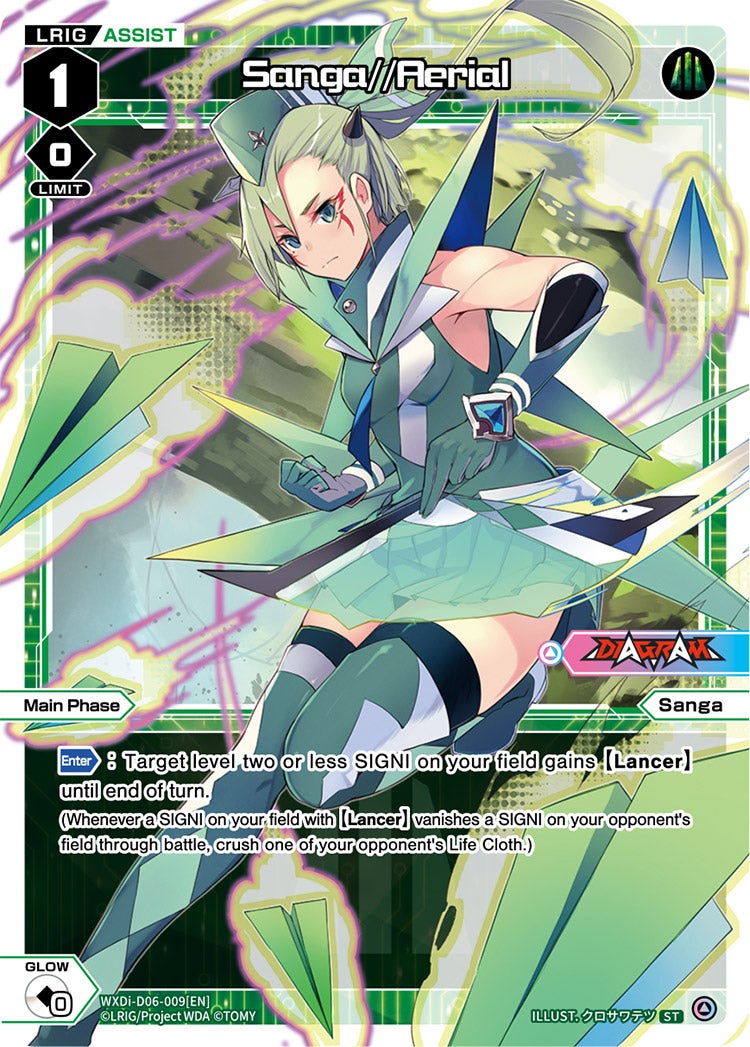 LRIG ASSIST
1
Sanga//Aerial
0
LIMIT
DIAGRAM
Main Phase
Sanga
Enter : Target level two or less SIGNI on your field gains 【Lancer】
until end of turn.
(Whenever a SIGNI on your field with 【Lancer】 vanishes a SIGNI on your opponent's
field through battle, crush one of your opponent's Life Cloth.)
GLOW
0
WXDi-D06-009[EN]
©LRIG/Project WDA ©TOMY
ILLUST. クロサワテツ ST